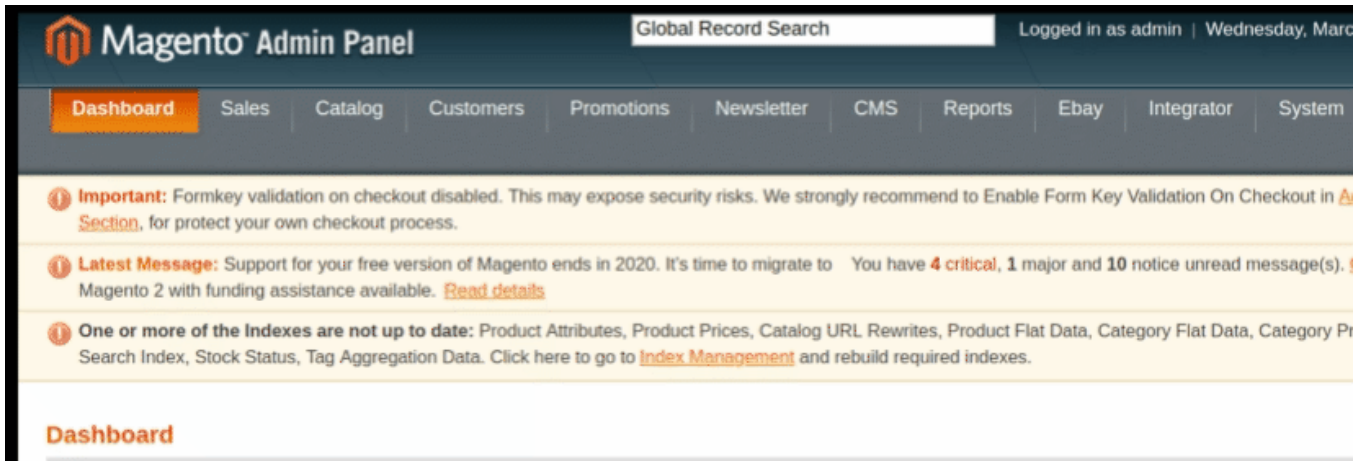 Magento™ Admin Panel
Global Record Search
Logged in as admin | Wednesday,
Dashboard Sales Catalog Customers Promotions Newsletter CMS Reports Ebay Integrator System
Important: Formkey validation on checkout disabled. This may expose security risks. We strongly recommend to Enable Form Key Validation On Checkout in
Section, for protect your own checkout process.
Latest Message: Support for your free version of Magento ends in 2020. It's time to migrate to You have 4 critical, 1 major and 10 notice unread message(s).
Magento 2 with funding assistance available. Read details
One or more of the Indexes are not up to date: Product Attributes, Product Prices, Catalog URL Rewrites, Product Flat Data, Category Flat Data, Category
Search Index, Stock Status, Tag Aggregation Data. Click here to go to Index Management and rebuild required indexes.
Dashboard